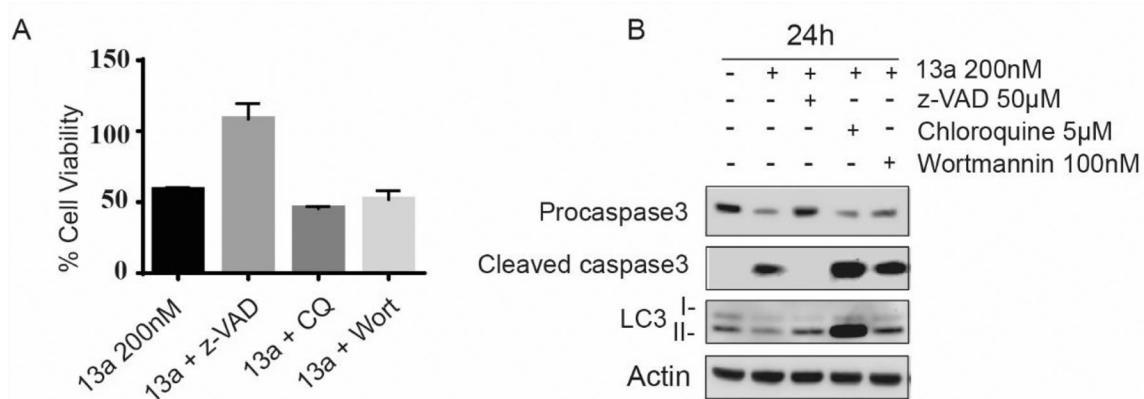 A
% Cell Viability
150
100
50
0
13a 200nM
13a + z-VAD
13a + CQ
13a + Wort
B
24h
- + + + + 13a 200nM
- - + - - z-VAD 50μM
- - - + - Chloroquine 5μM
- - - - + Wortmannin 100nM
Procaspase3
Cleaved caspase3
LC3 I-
II-
Actin